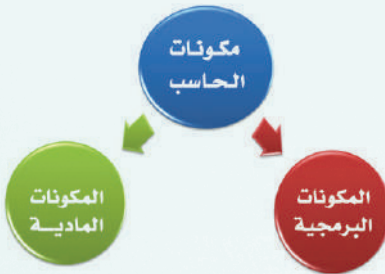 مكونات
الحاسب
المكونات
البرمجية
المكونات
المادية